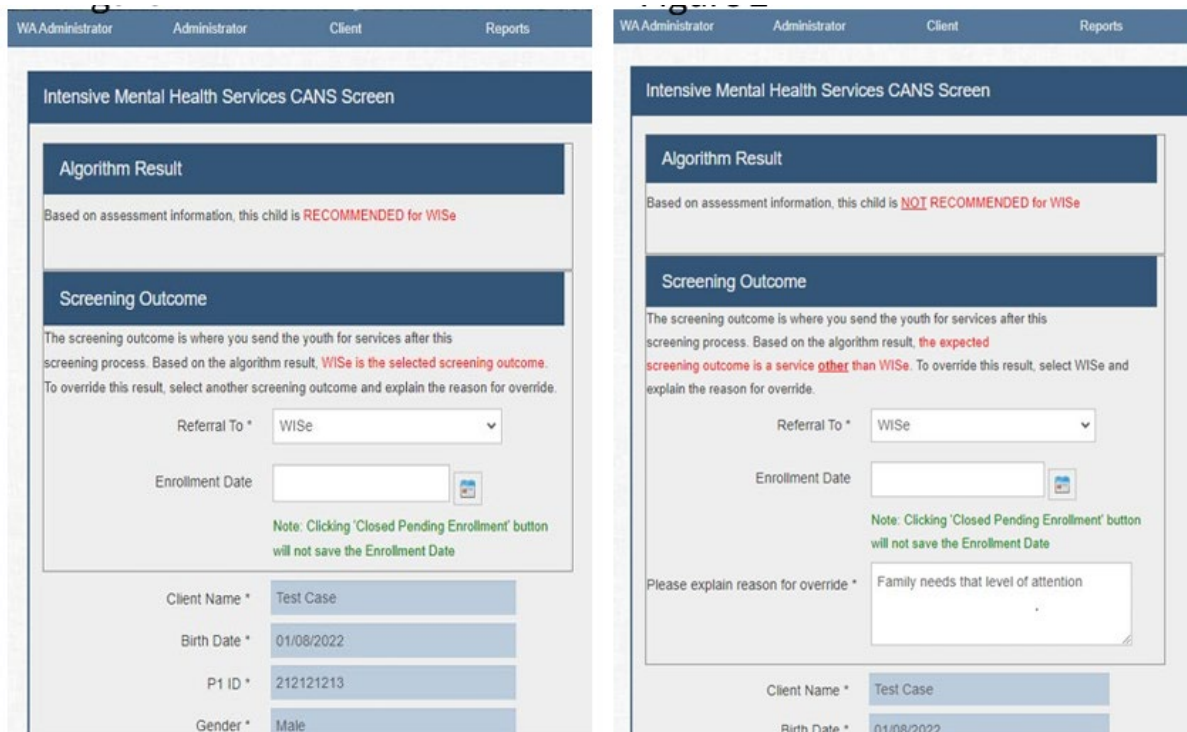 WA Administrator Administrator Client Reports
Intensive Mental Health Services CANS Screen
Algorithm Result
Based on assessment information, this child is RECOMMENDED for WISe
Screening Outcome
The screening outcome is where you send the youth for services after this
screening process. Based on the algorithm result, WISe is the selected screening outcome.
To override this result, select another screening outcome and explain the reason for override.
Referral To * WISe
Enrollment Date
Note: Clicking 'Closed Pending Enrollment' button
will not save the Enrollment Date
Client Name * Test Case
Birth Date * 01/08/2022
P1 ID * 212121213
Gender * Male
WA Administrator Administrator Client Reports
Intensive Mental Health Services CANS Screen
Algorithm Result
Based on assessment information, this child is NOT RECOMMENDED for WISe
Screening Outcome
The screening outcome is where you send the youth for services after this
screening process. Based on the algorithm result, the expected
screening outcome is a service other than WISe. To override this result, select WISe and
explain the reason for override.
Referral To * WISe
Enrollment Date
Note: Clicking 'Closed Pending Enrollment' button
will not save the Enrollment Date
Please explain reason for override * Family needs that level of attention
Client Name * Test Case
Birth Date * 01/08/2022